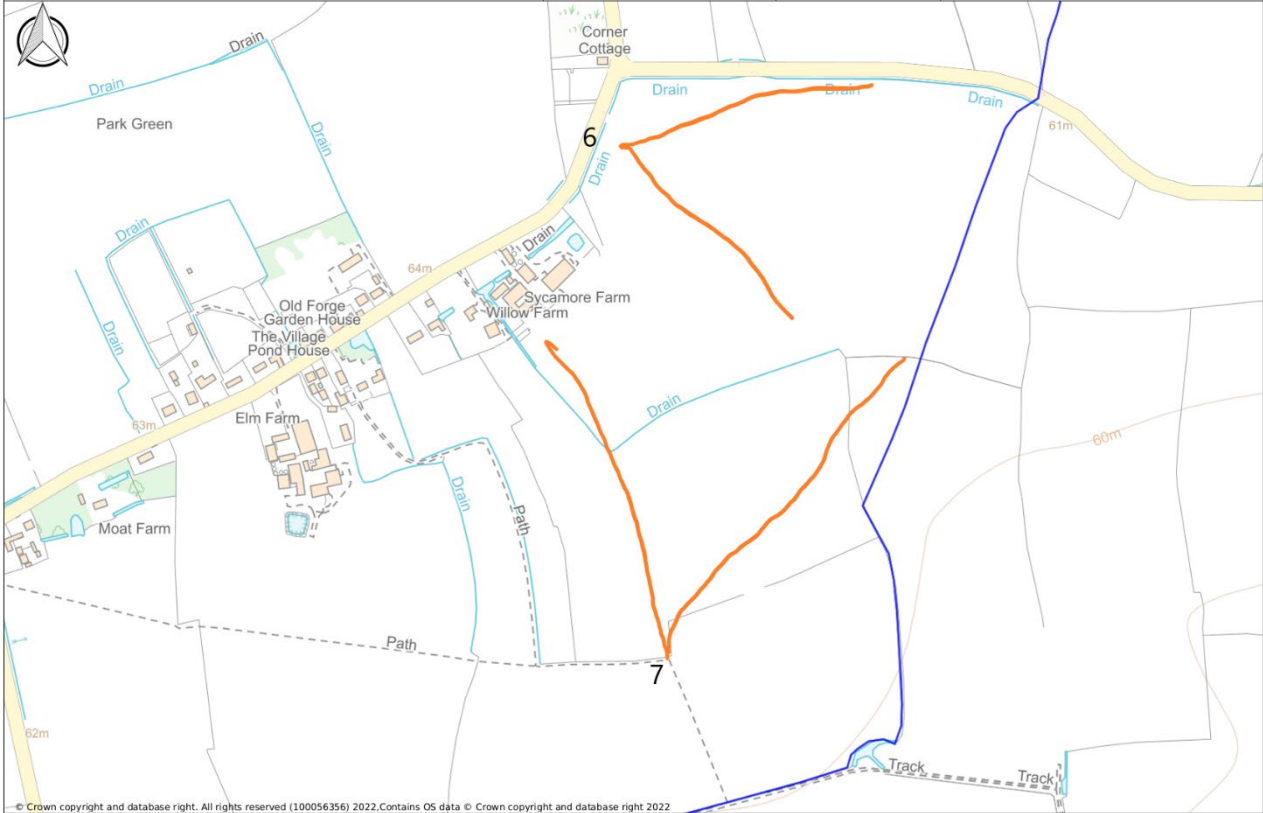 Corner
Cottage
Drain
Drain
Drain
Drain
Drain
Park Green
61m
6
Drain
Drain
Drain
Drain
64m
Sycamore Farm
Old Forge
Willow Farm
Garden House
The Village
Pond House
Drain
Drain
Elm Farm
63m
60m
Drain
Path
Moat Farm
Path
7
62m
Track
Track
© Crown copyright and database right. All rights reserved (100056356) 2022,Contains OS data © Crown copyright and database right 2022